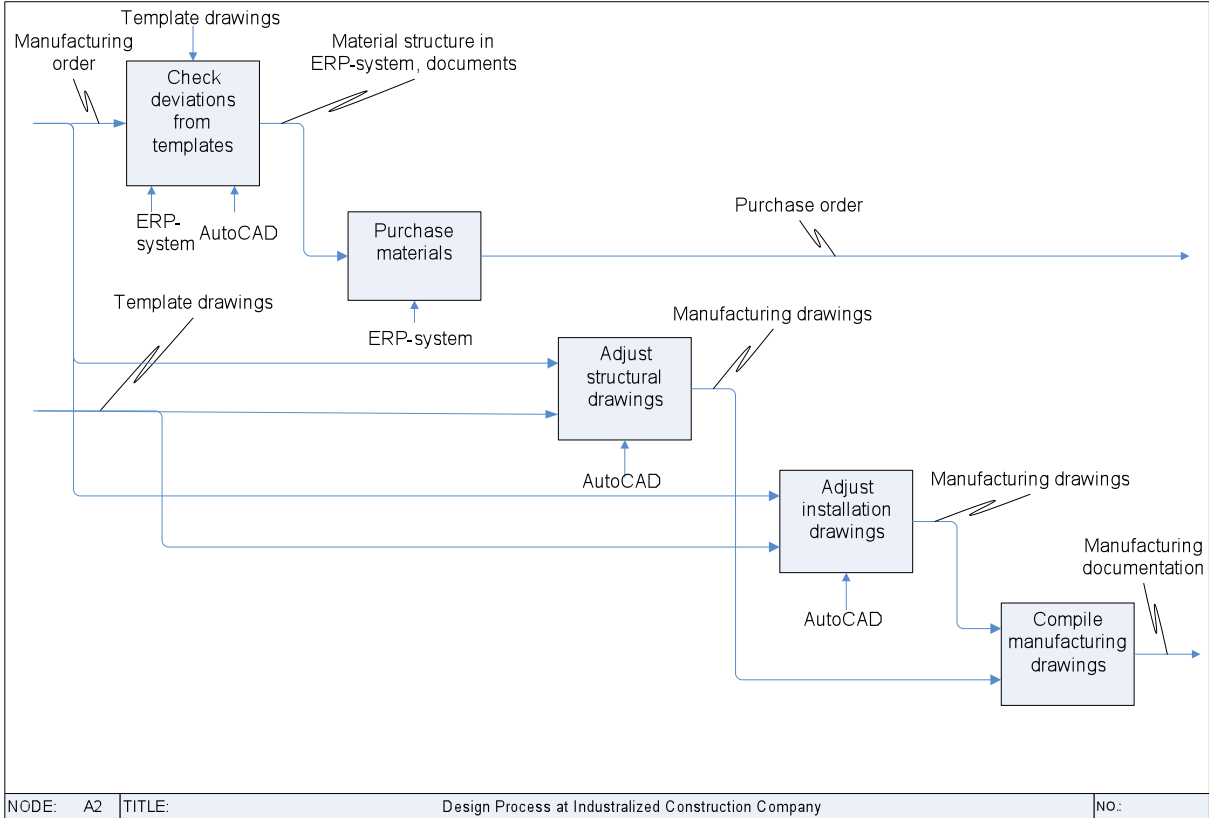 Template drawings
Manufacturing
order
Material structure in
ERP-system, documents
Check
deviations
from
templates
ERP-
system
AutoCAD
Purchase
materials
Purchase order
ERP-system
Template drawings
Manufacturing drawings
Adjust
structural
drawings
AutoCAD
Adjust
installation
drawings
Manufacturing drawings
AutoCAD
Manufacturing
documentation
Compile
manufacturing
drawings
NODE: A2 TITLE: Design Process at Industralized Construction Company NO.: